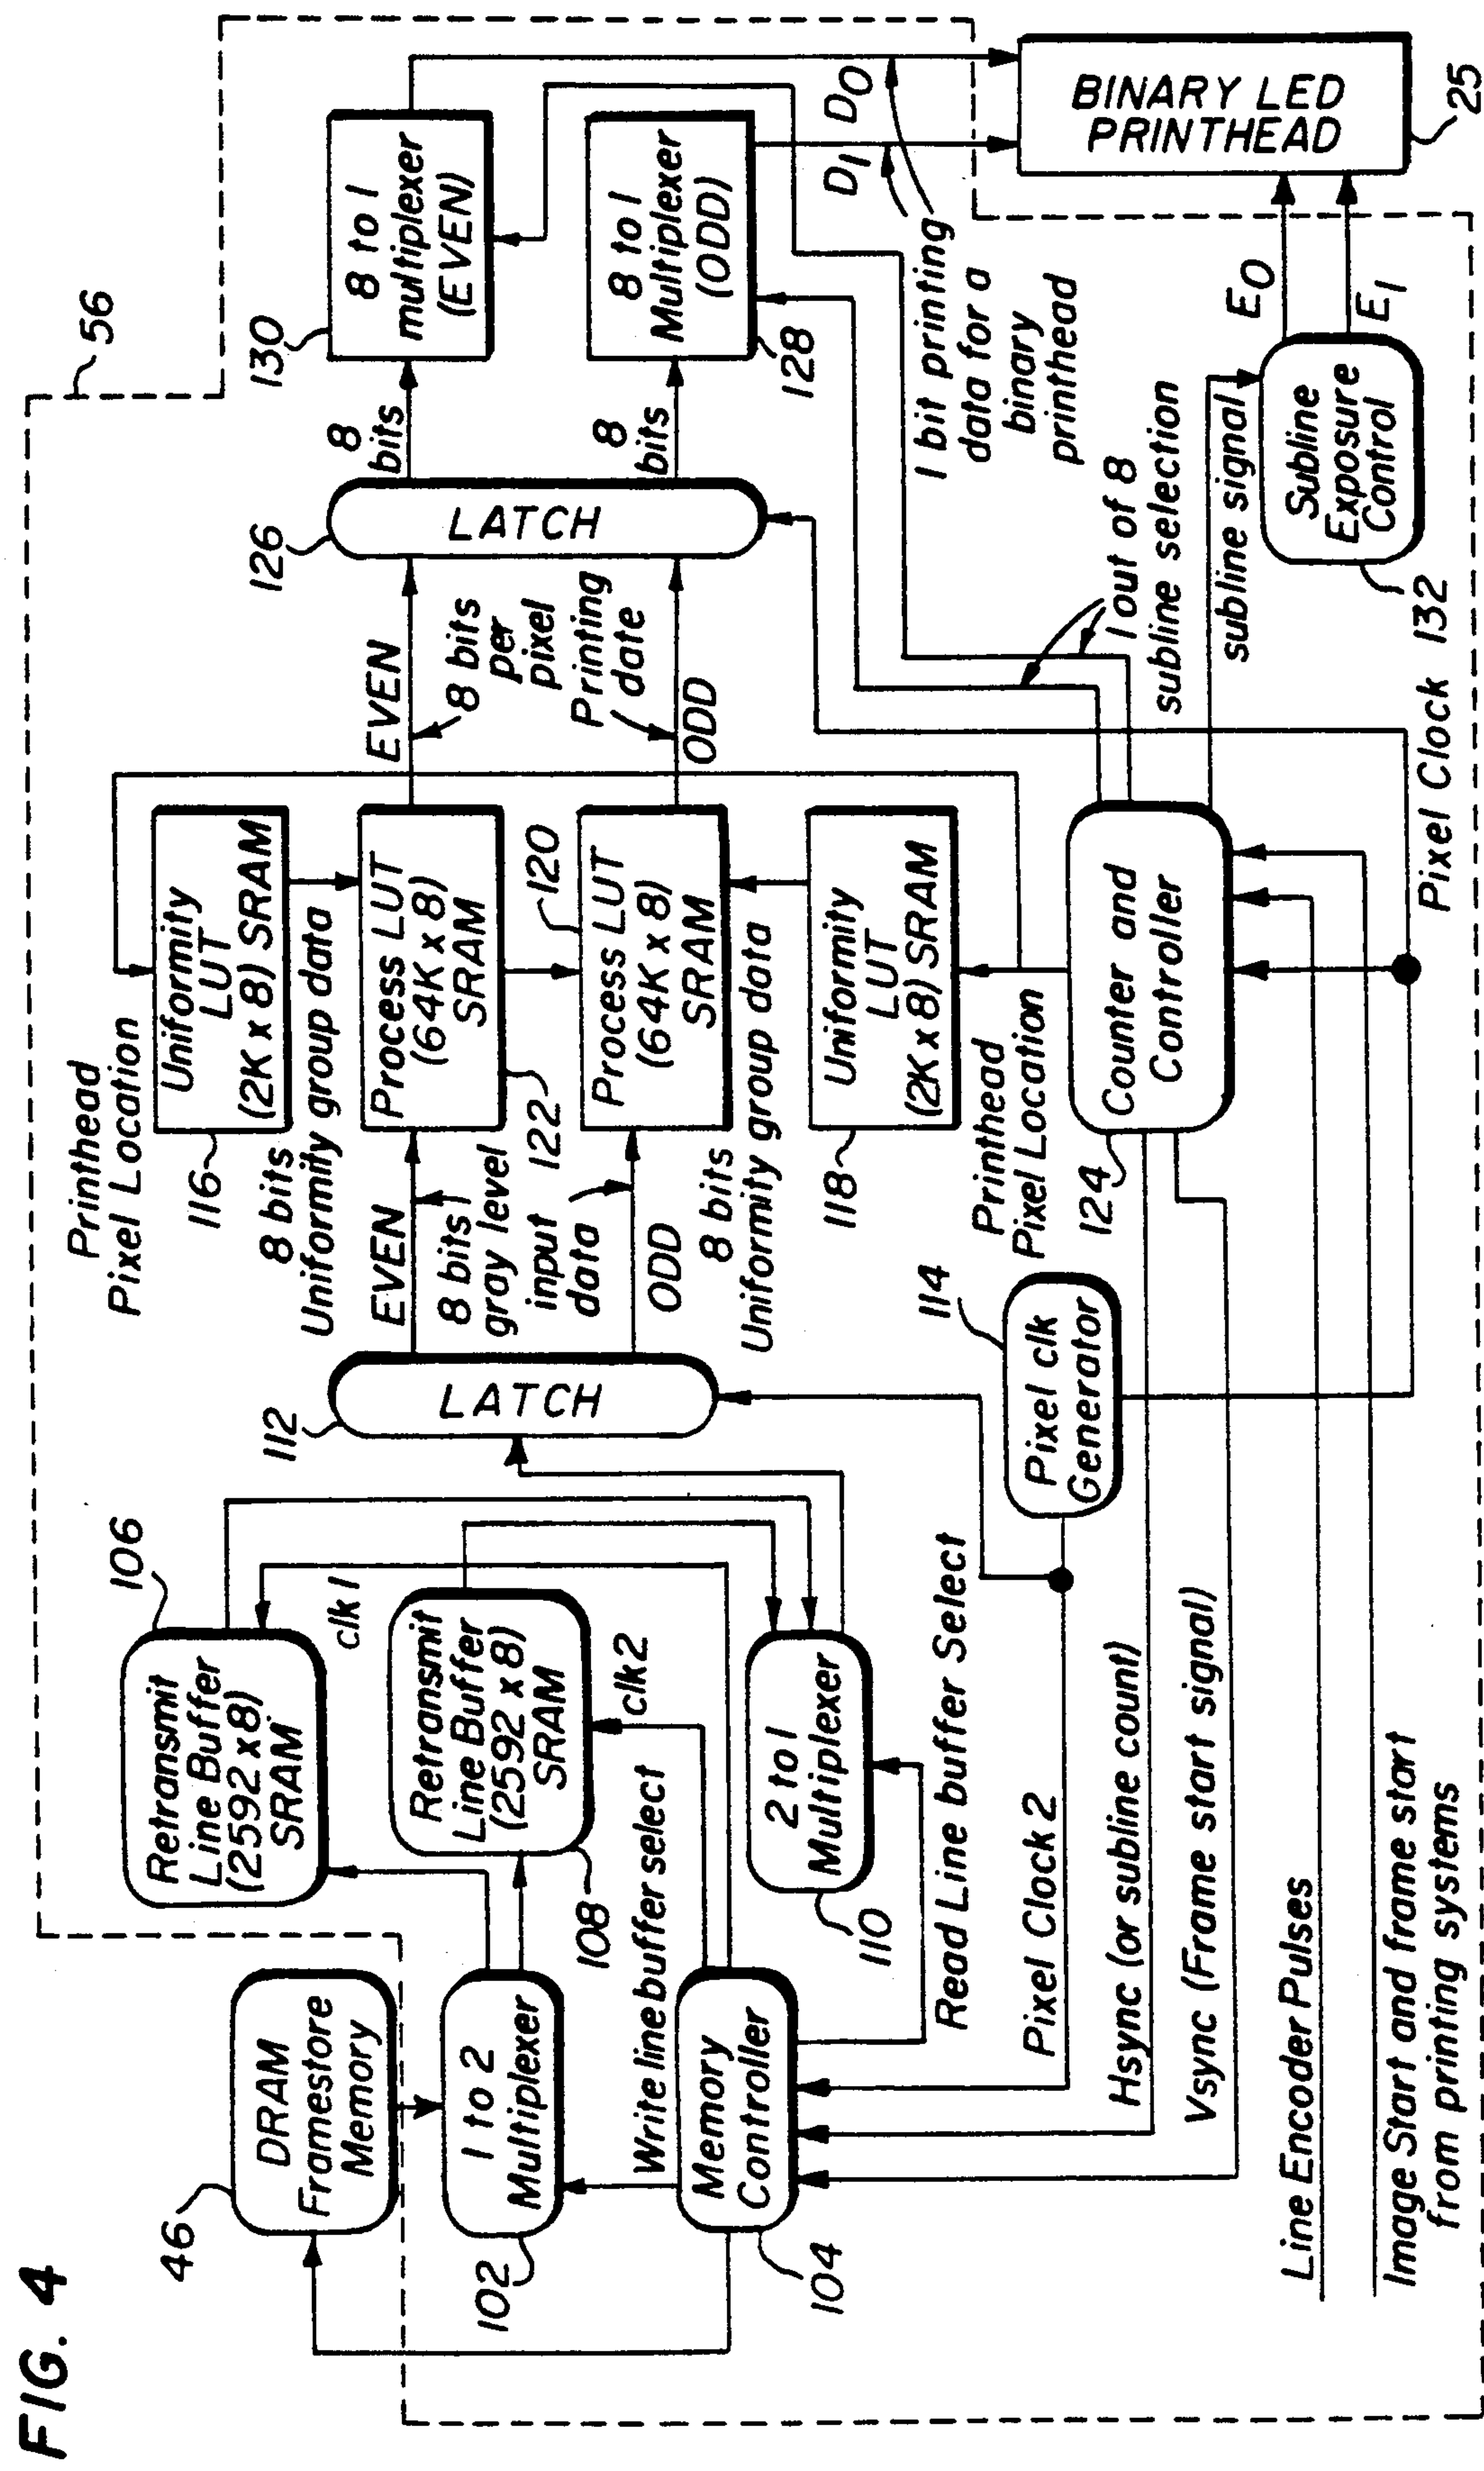 FIG. 4
46
DRAM
Framestore
Memory
102
1 to 2
Multiplexer
Write line buffer select
104
Memory
Controller
106
Retransmit
Line Buffer
(2592 x 8)
SRAM
clk 1
108
Retransmit
Line Buffer
(2592 x 8)
SRAM
clk2
110
2 to 1
Multiplexer
Read Line buffer Select
Pixel Clock 2
Hsync (or subline count)
Vsync (Frame start signal)
Line Encoder Pulses
Image Start and frame start
from printing systems
112
LATCH
114
Pixel clk
Generator
EVEN
8 bits
gray level
input
data
ODD
Printhead
Pixel Location
116
Uniformity
LUT
(2K x 8) SRAM
8 bits
Uniformily group data
122
Process LUT
(64K x 8)
SRAM
120
Process LUT
(64K x 8)
SRAM
8 bits
Uniformity group data
118
Uniformity
LUT
(2K x 8) SRAM
Printhead
Pixel Location
124
Counter and
Controller
Pixel Clock
EVEN
8 bits
per
pixel
Printing
date
ODD
126
LATCH
8
bits
8
bits
130
8 to 1
multiplexer
(EVEN)
128
8 to 1
Multiplexer
(ODD)
56
1 out of 8
subline selection
subline signal
132
Subline
Exposure
Control
E0
E1
1 bit printing
data for a
binary
printhead
D1
D0
BINARY LED
PRINTHEAD
25